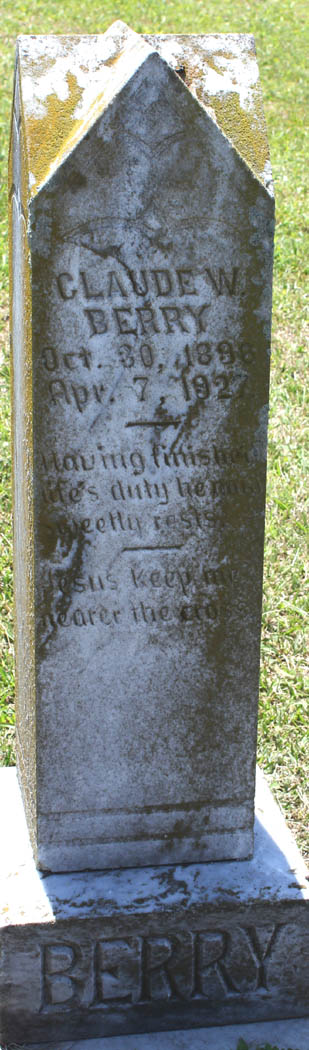 CLAUDE W.
BERRY
Oct. 30, 1898
Apr. 7, 1927
Having finished
life's duty he now
sweetly rests.
Jesus keep me
nearer the cross
BERRY